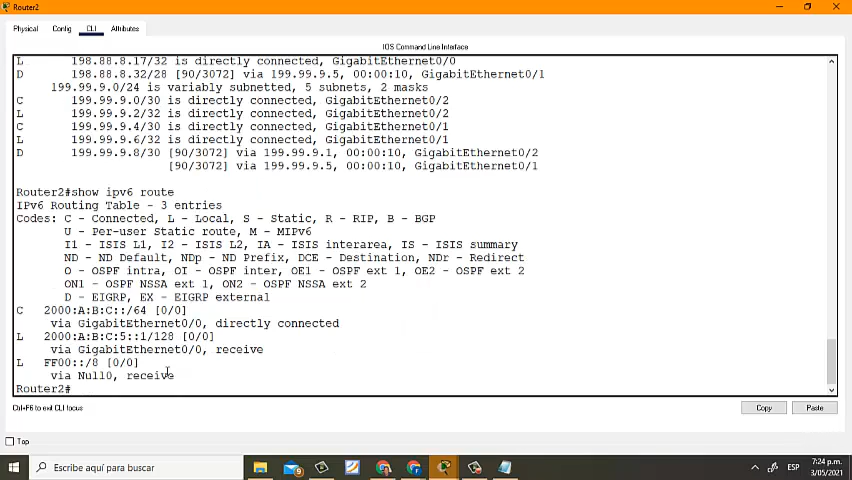 Router2
Physical Config CLI Attributes
IOS Command Line Interface
L 198.88.8.17/32 is directly connected, GigabitEthernet0/0
D 198.88.8.32/28 [90/3072] via 199.99.9.5, 00:00:10, GigabitEthernet0/1
199.99.9.0/24 is variably subnetted, 5 subnets, 2 masks
C 199.99.9.0/30 is directly connected, GigabitEthernet0/2
L 199.99.9.2/32 is directly connected, GigabitEthernet0/2
C 199.99.9.4/30 is directly connected, GigabitEthernet0/1
L 199.99.9.6/32 is directly connected, GigabitEthernet0/1
D 199.99.9.8/30 [90/3072] via 199.99.9.1, 00:00:10, GigabitEthernet0/2
[90/3072] via 199.99.9.5, 00:00:10, GigabitEthernet0/1
Router2#show ipv6 route
IPv6 Routing Table - 3 entries
Codes: C - Connected, L - Local, S - Static, R - RIP, B - BGP
U - Per-user Static route, M - MIPv6
I1 - ISIS L1, I2 - ISIS L2, IA - ISIS interarea, IS - ISIS summary
ND - ND Default, NDp - ND Prefix, DCE - Destination, NDr - Redirect
O - OSPF intra, OI - OSPF inter, OE1 - OSPF ext 1, OE2 - OSPF ext 2
ON1 - OSPF NSSA ext 1, ON2 - OSPF NSSA ext 2
D - EIGRP, EX - EIGRP external
C 2000:A:B:C::/64 [0/0]
via GigabitEthernet0/0, directly connected
L 2000:A:B:C:5::1/128 [0/0]
via GigabitEthernet0/0, receive
L FF00::/8 [0/0]
via Null0, receive
Router2#
Ctrl+F6 to exit CLI focus
Copy Paste
Top
Escribe aquí para buscar
9
ESP
7:24 p.m.
3/05/2021